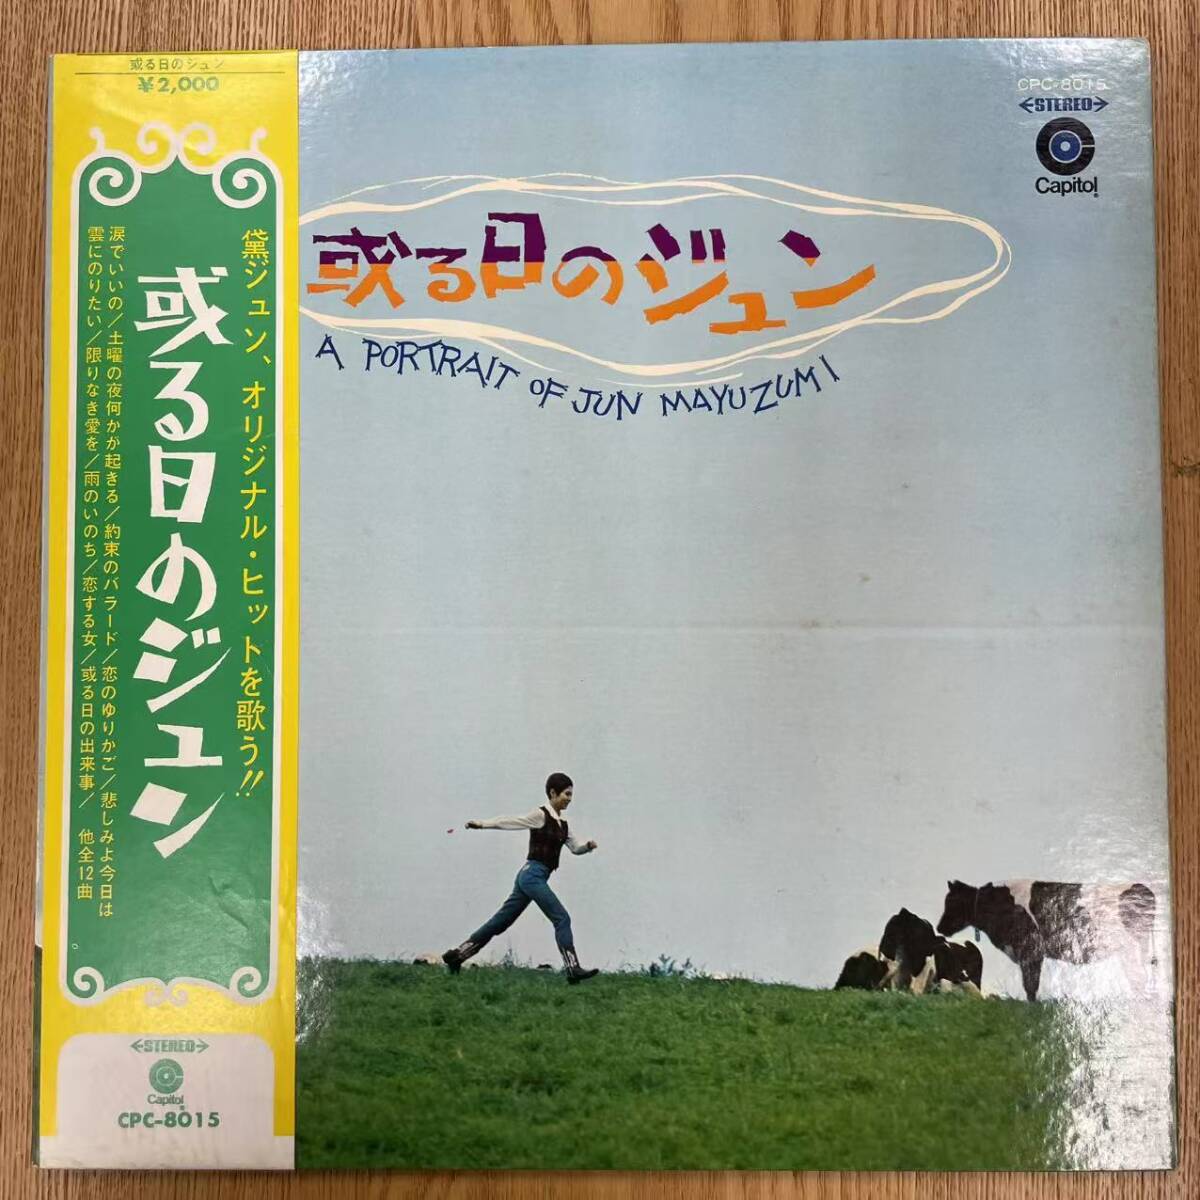 或る日のジュン
¥2,000
黛ジュン、オリジナル・ヒットを歌う!!
或る日のジュン
涙でいいの/土曜の夜何かが起きる/約束のバラード/恋のゆりかご/悲しみよ今日は
雲にのりたい/限りなき愛を/雨のいのち/恋する女/或る日の出来事/ 他全12曲
STEREO
Capitol
CPC-8015
CPC-8015
STEREO
Capitol
或る日のジュン
A PORTRAIT OF JUN MAYUZUMI